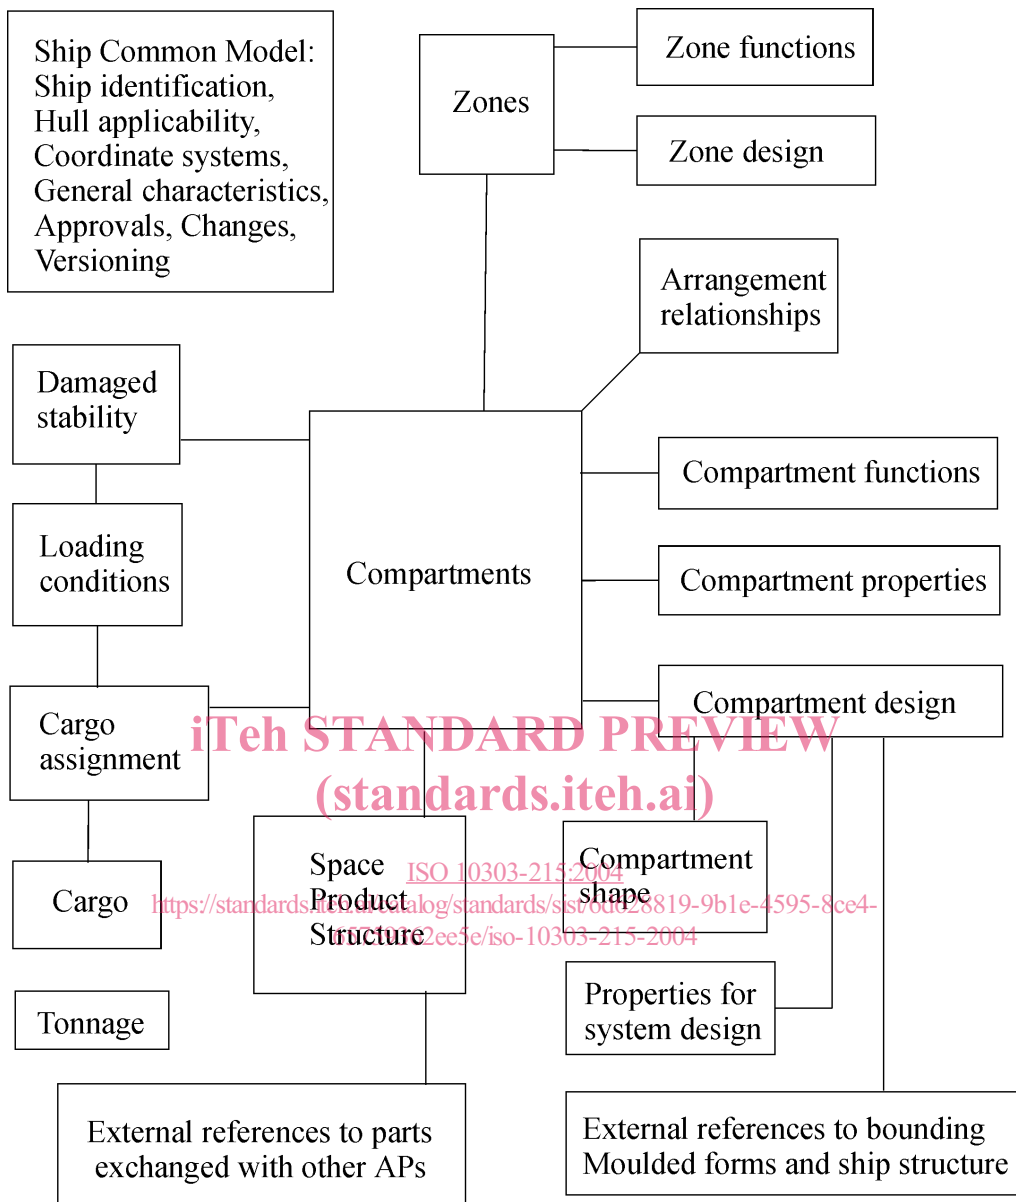 Ship Common Model:
Ship identification,
Hull applicability,
Coordinate systems,
General characteristics,
Approvals, Changes,
Versioning
Zones
Zone functions
Zone design
Arrangement
relationships
Damaged
stability
Loading
conditions
Compartments
Compartment functions
Compartment properties
Compartment design
Cargo
assignment
iTeh STANDARD PREVIEW
(standards.iteh.ai)
Cargo
Space
Product
Structure
Compartment
shape
ISO 10303-215:2004
Tonnage
Properties for
system design
External references to parts
exchanged with other APs
External references to bounding
Moulded forms and ship structure